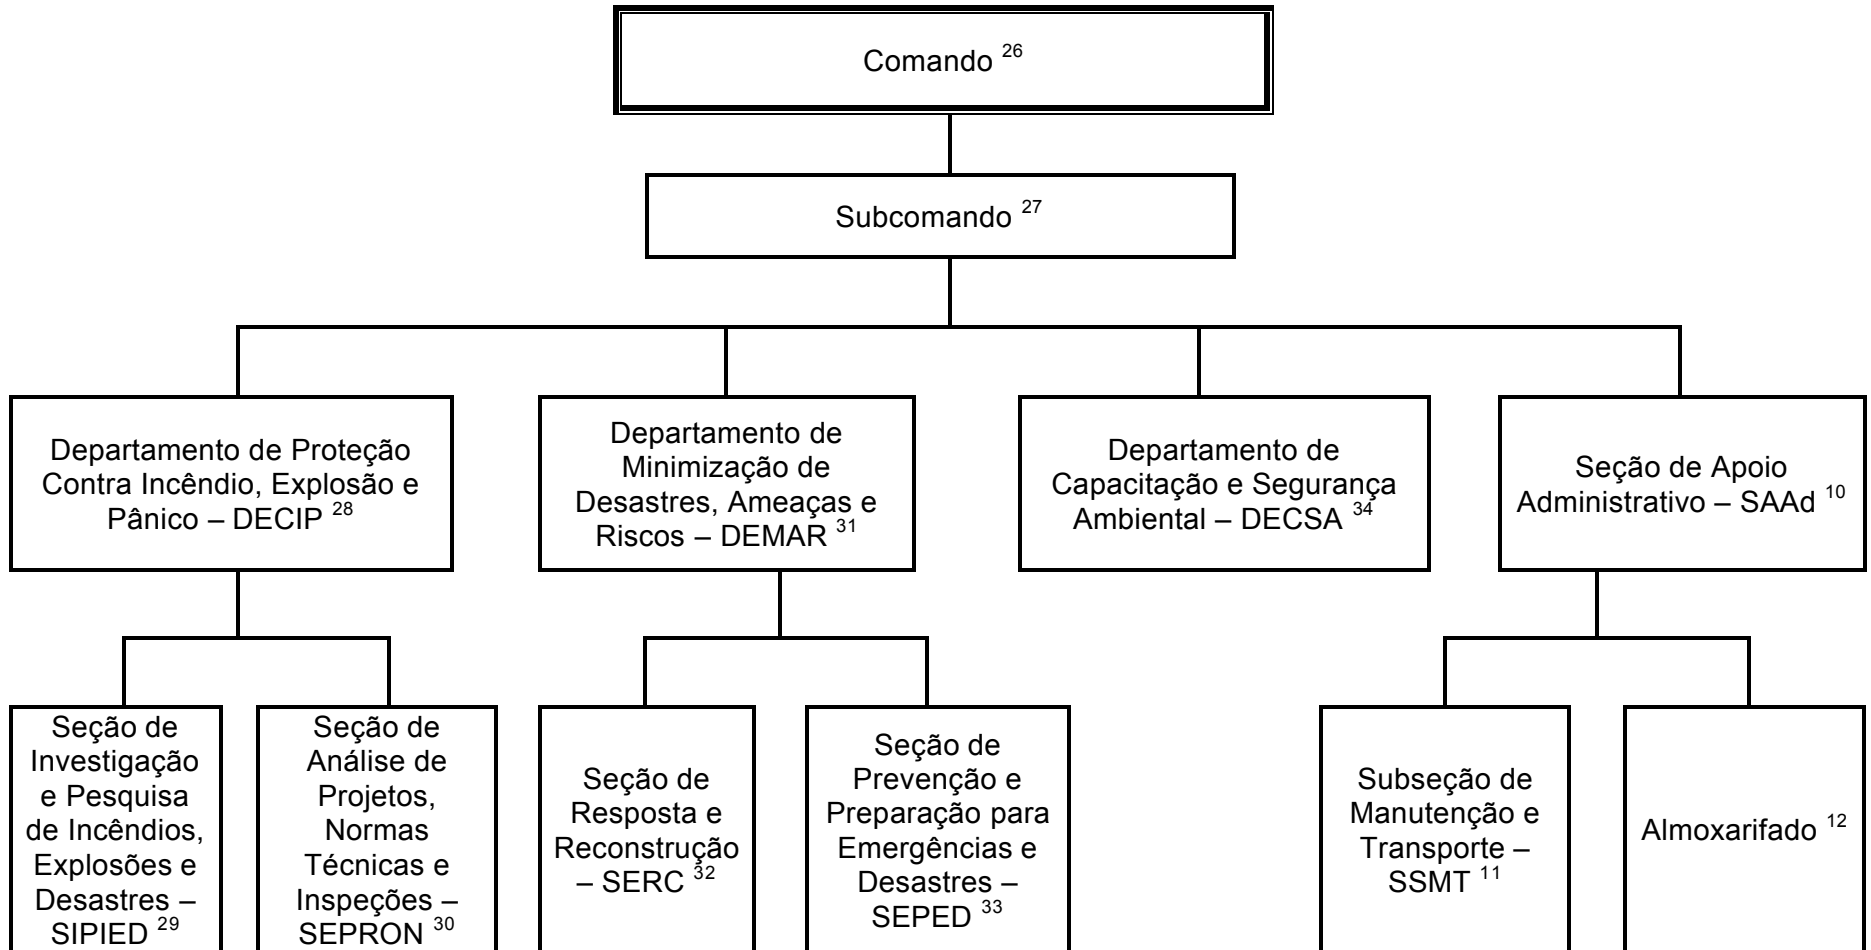 Comando 26
Subcomando 27
Departamento de Proteção
Contra Incêndio, Explosão e
Pânico – DECIP 28
Departamento de
Minimização de
Desastres, Ameaças e
Riscos – DEMAR 31
Departamento de
Capacitação e Segurança
Ambiental – DECSA 34
Seção de Apoio
Administrativo – SAAd 10
Seção de
Investigação
e Pesquisa
de Incêndios,
Explosões e
Desastres –
SIPIED 29
Seção de
Análise de
Projetos,
Normas
Técnicas e
Inspeções –
SEPRON 30
Seção de
Resposta e
Reconstrução
– SERC 32
Seção de
Prevenção e
Preparação para
Emergências e
Desastres –
SEPED 33
Subseção de
Manutenção e
Transporte –
SSMT 11
Almoxarifado 12